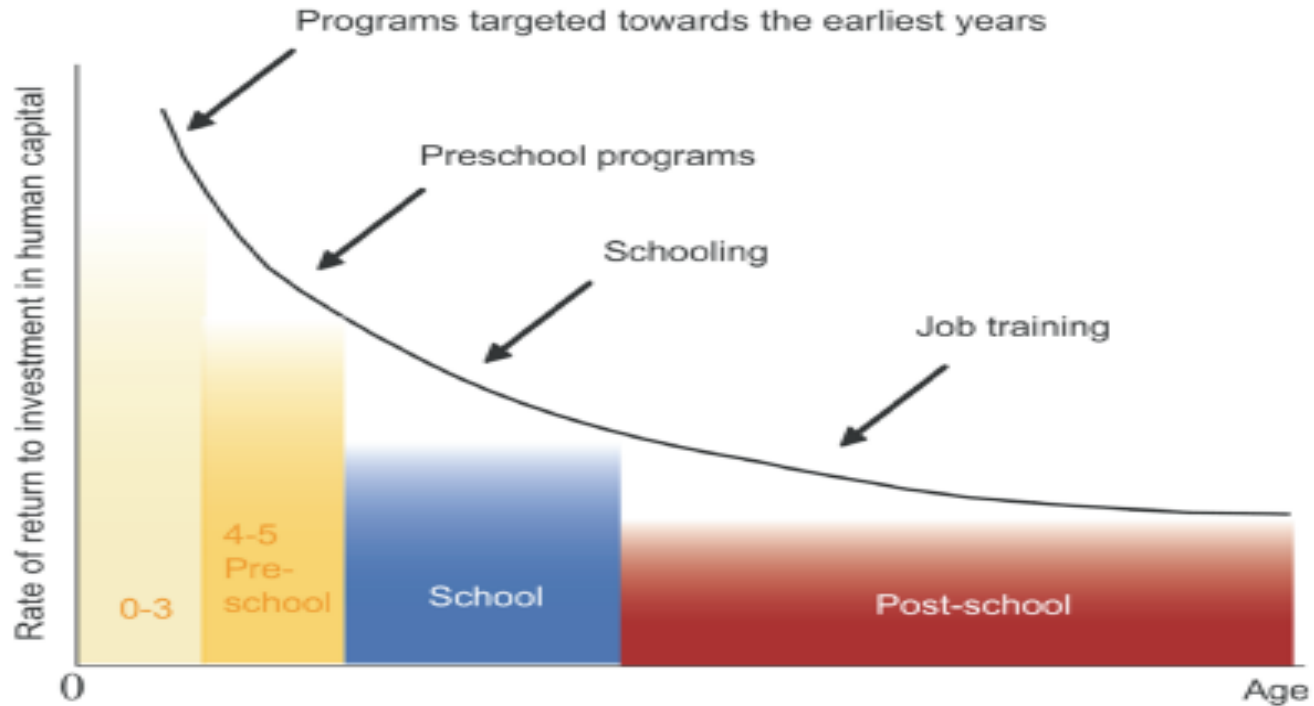 Programs targeted towards the earliest years
Rate of return to investment in human capital
Preschool programs
Schooling
Job training
4-5
Pre-
school
0-3
School
Post-school
0
Age